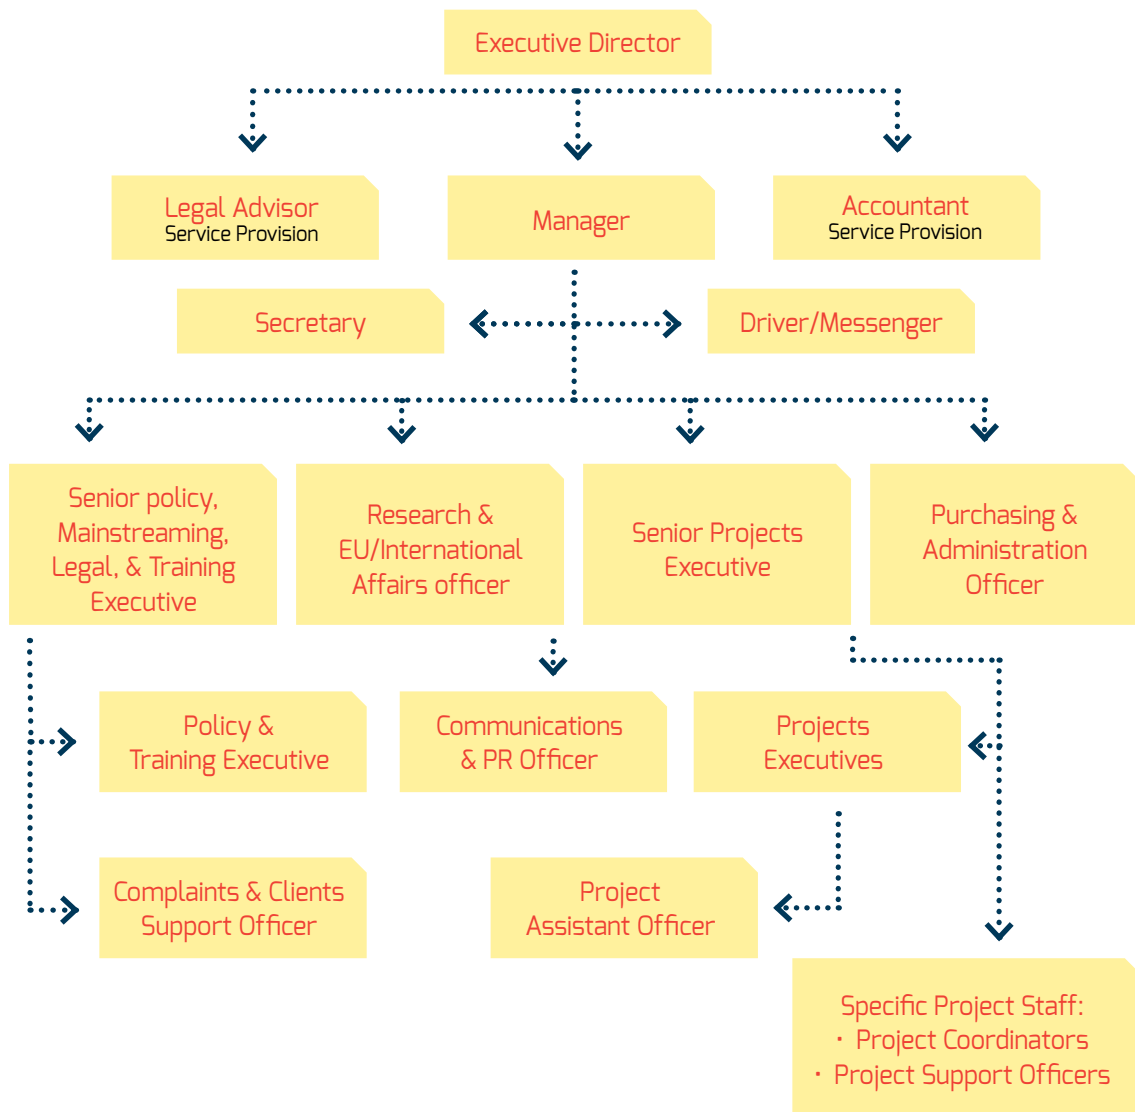 Executive Director
Legal Advisor
Service Provision
Manager
Accountant
Service Provision
Secretary
Driver/Messenger
Senior policy,
Mainstreaming,
Legal, & Training
Executive
Research &
EU/International
Affairs officer
Senior Projects
Executive
Purchasing &
Administration
Officer
Policy &
Training Executive
Communications
& PR Officer
Projects
Executives
Complaints & Clients
Support Officer
Project
Assistant Officer
Specific Project Staff:
· Project Coordinators
· Project Support Officers